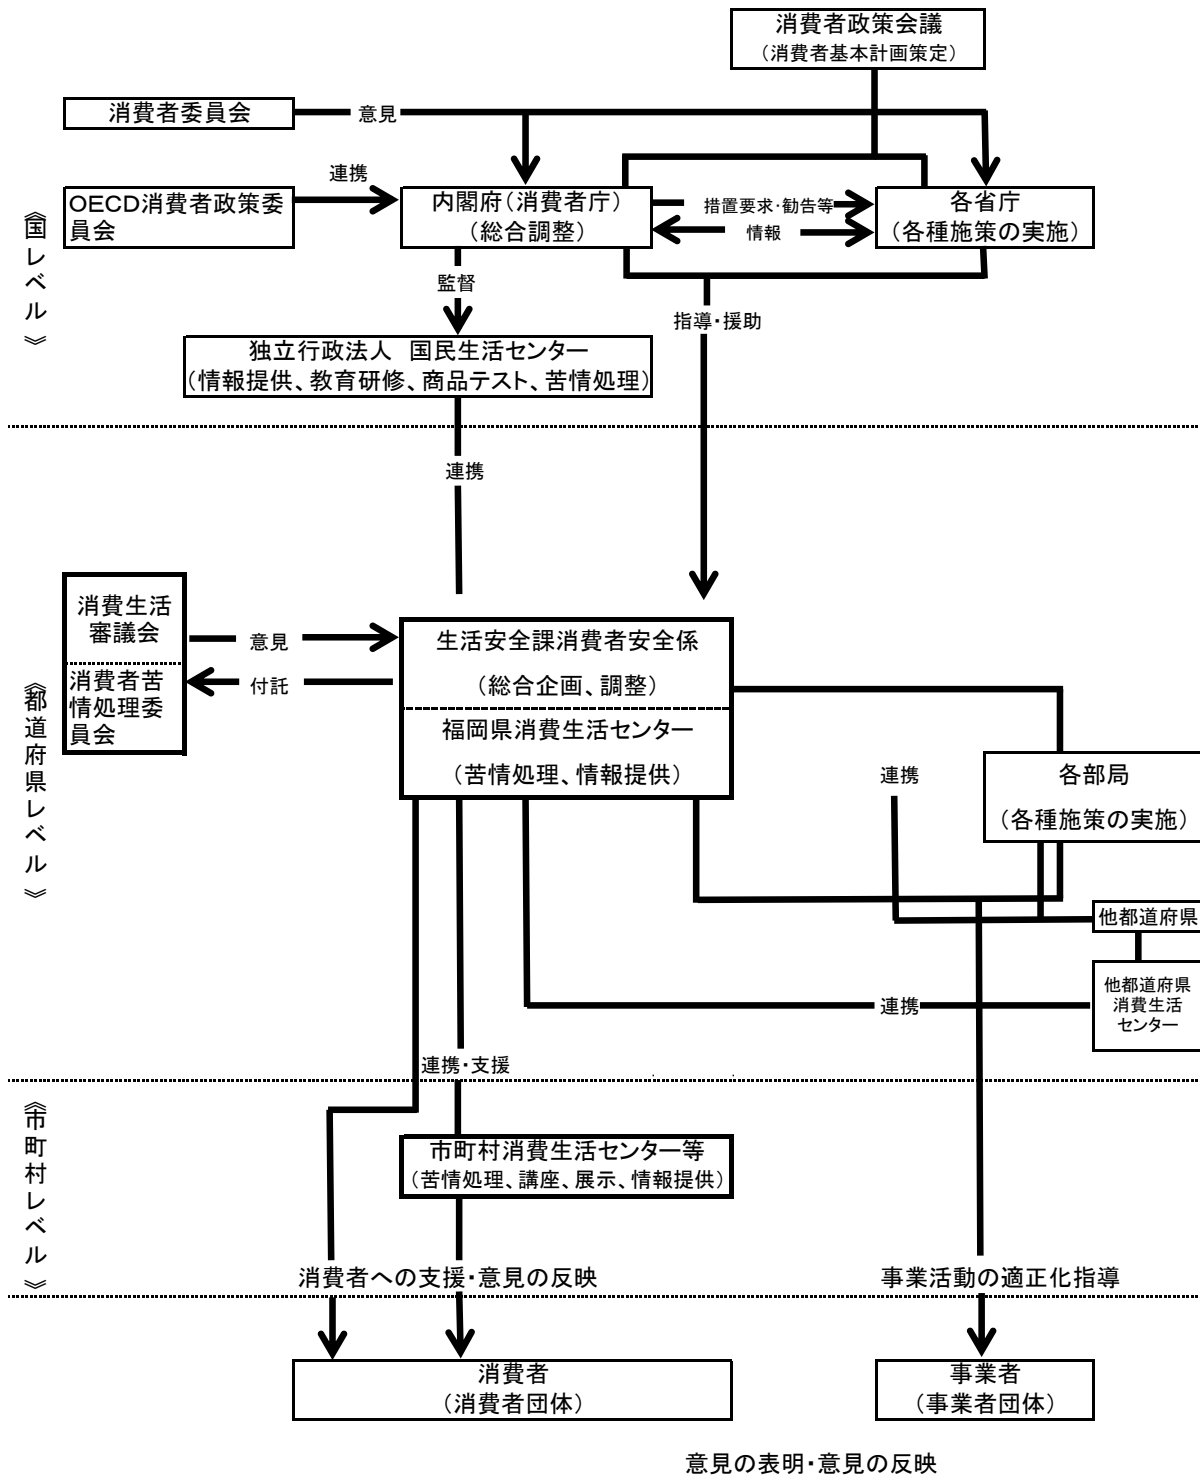 消費者政策会議
（消費者基本計画策定）
消費者委員会
意見
連携
OECD消費者政策委
員会
内閣府（消費者庁）
（総合調整）
措置要求・勧告等
情報
各省庁
（各種施策の実施）
《国レベル》
監督
指導・援助
独立行政法人　国民生活センター
（情報提供、教育研修、商品テスト、苦情処理）
連携
消費生活
審議会
消費者苦
情処理委
員会
意見
付託
生活安全課消費者安全係
（総合企画、調整）
福岡県消費生活センター
（苦情処理、情報提供）
《都道府県レベル》
連携
各部局
（各種施策の実施）
他都道府県
他都道府県
消費生活
センター
連携
連携・支援
《市町村レベル》
市町村消費生活センター等
（苦情処理、講座、展示、情報提供）
消費者への支援・意見の反映
事業活動の適正化指導
消費者
（消費者団体）
事業者
（事業者団体）
意見の表明・意見の反映